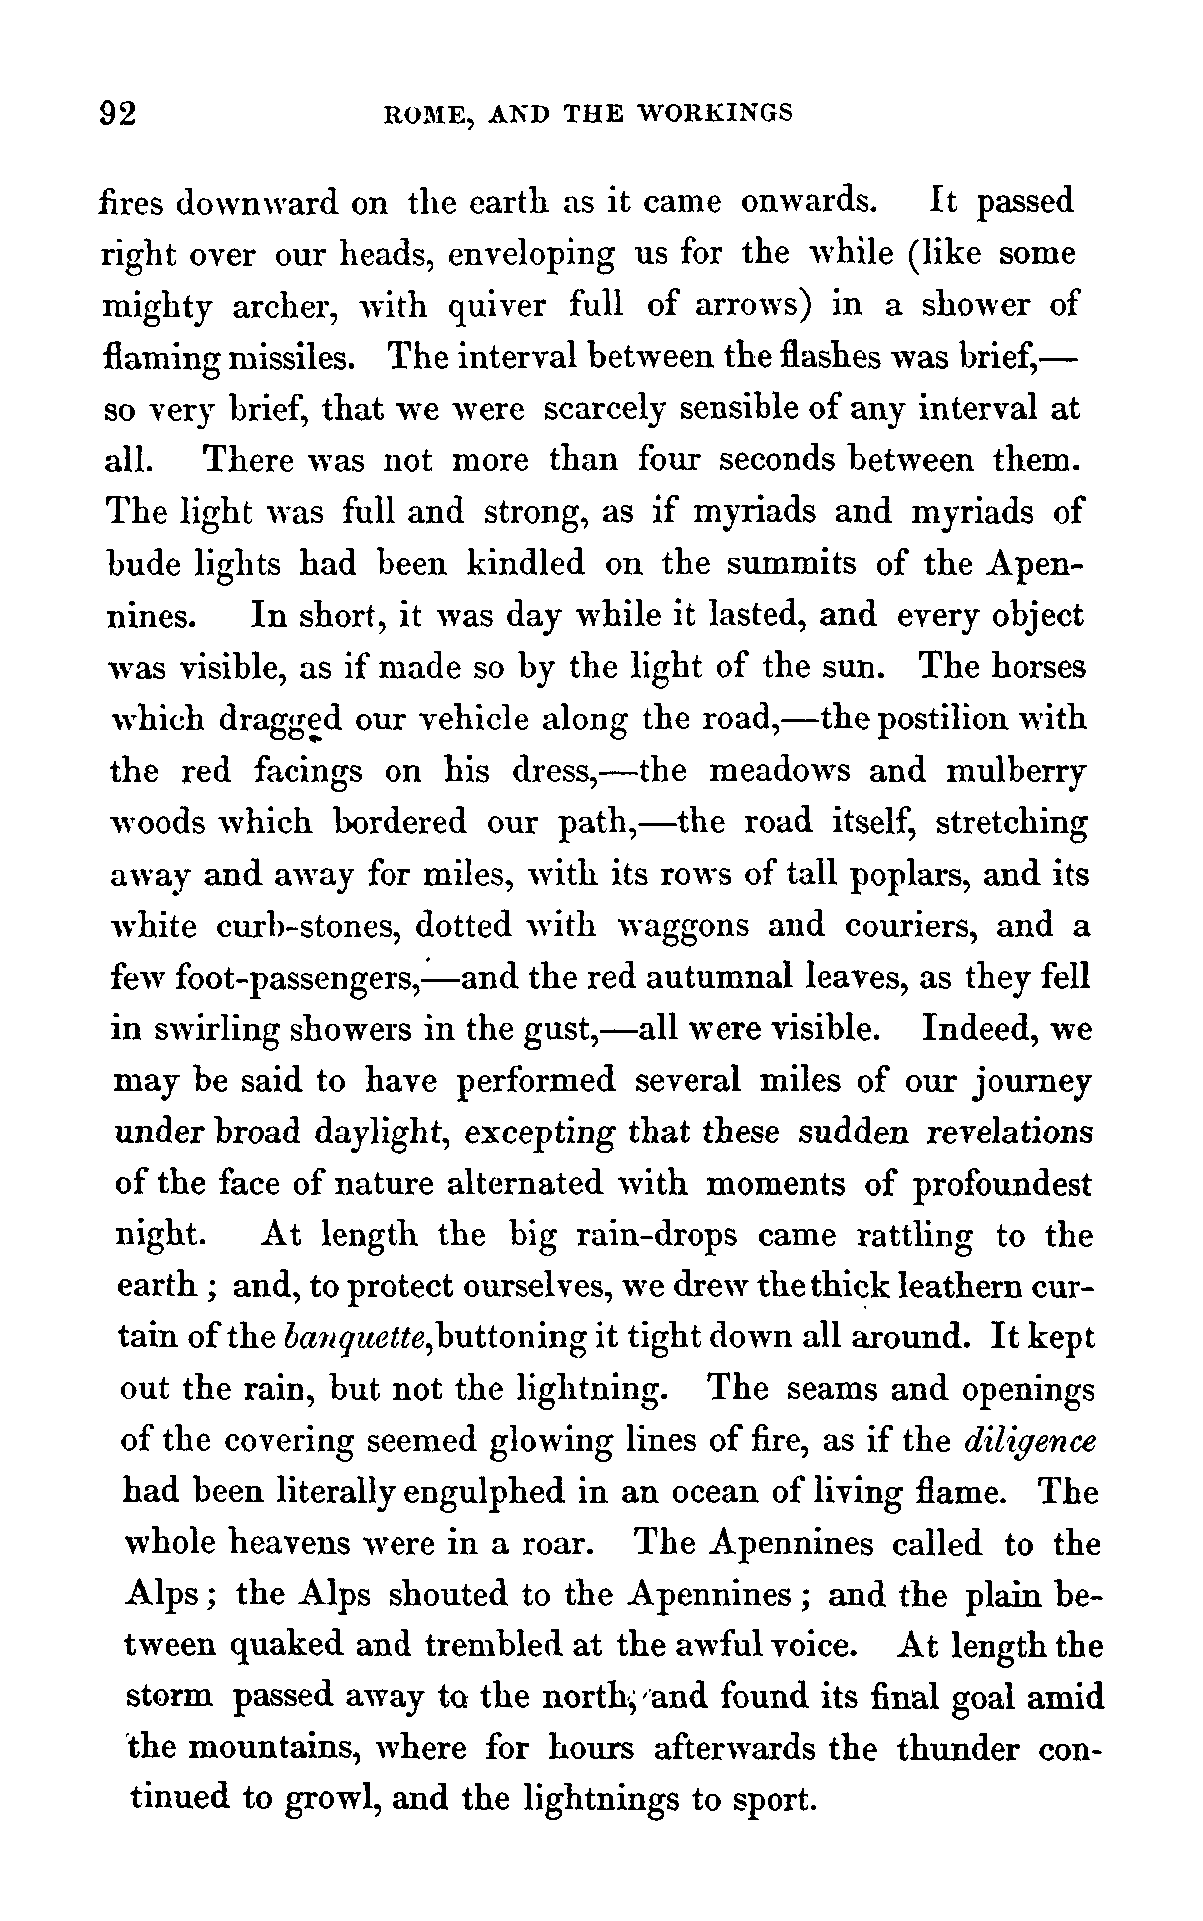 92 ROME, AND THE WORKINGS
fires downward on the earth as it came onwards. It passed
right over our heads, enveloping us for the while (like some
mighty archer, with quiver full of arrows) in a shower of
flaming missiles. The interval between the flashes was brief,—
so very brief, that we were scarcely sensible of any interval at
all. There was not more than four seconds between them.
The light was full and strong, as if myriads and myriads of
bude lights had been kindled on the summits of the Apen-
nines. In short, it was day while it lasted, and every object
was visible, as if made so by the light of the sun. The horses
which dragged our vehicle along the road,—the postilion with
the red facings on his dress,—the meadows and mulberry
woods which bordered our path,—the road itself, stretching
away and away for miles, with its rows of tall poplars, and its
white curb-stones, dotted with waggons and couriers, and a
few foot-passengers,—and the red autumnal leaves, as they fell
in swirling showers in the gust,—all were visible. Indeed, we
may be said to have performed several miles of our journey
under broad daylight, excepting that these sudden revelations
of the face of nature alternated with moments of profoundest
night. At length the big rain-drops came rattling to the
earth ; and, to protect ourselves, we drew the thick leathern cur-
tain of the banquette, buttoning it tight down all around. It kept
out the rain, but not the lightning. The seams and openings
of the covering seemed glowing lines of fire, as if the diligence
had been literally engulphed in an ocean of living flame. The
whole heavens were in a roar. The Apennines called to the
Alps ; the Alps shouted to the Apennines ; and the plain be-
tween quaked and trembled at the awful voice. At length the
storm passed away to the north, and found its final goal amid
the mountains, where for hours afterwards the thunder con-
tinued to growl, and the lightnings to sport.